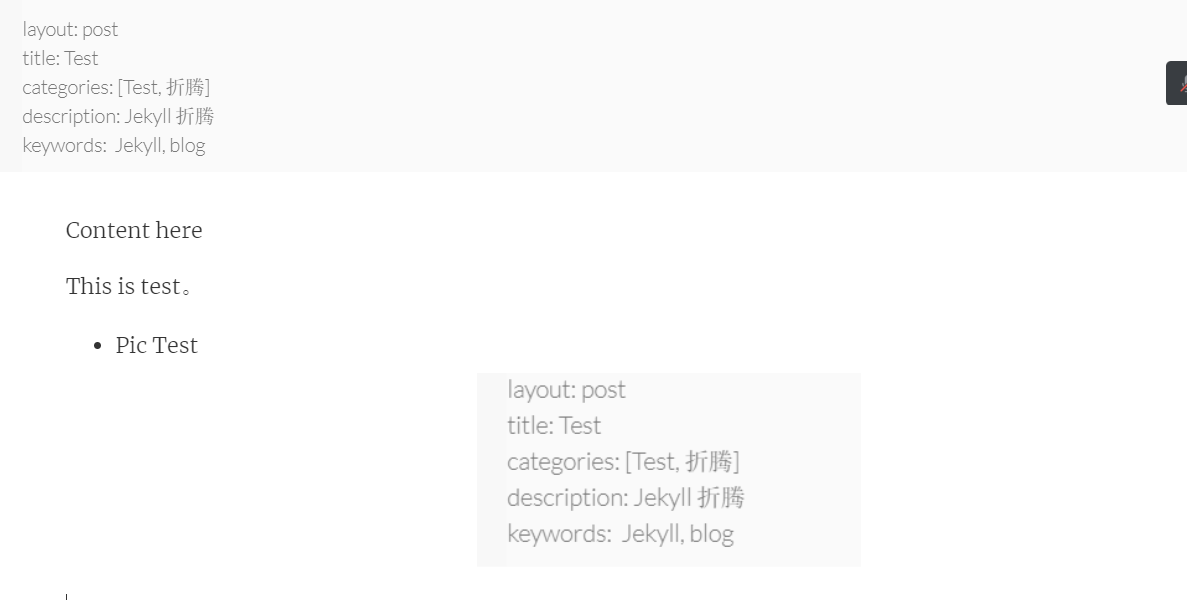 layout: post
title: Test
categories: [Test, 折腾]
description: Jekyll 折腾
keywords:  Jekyll, blog
Content here
This is test。
• Pic Test
layout: post
title: Test
categories: [Test, 折腾]
description: Jekyll 折腾
keywords:  Jekyll, blog